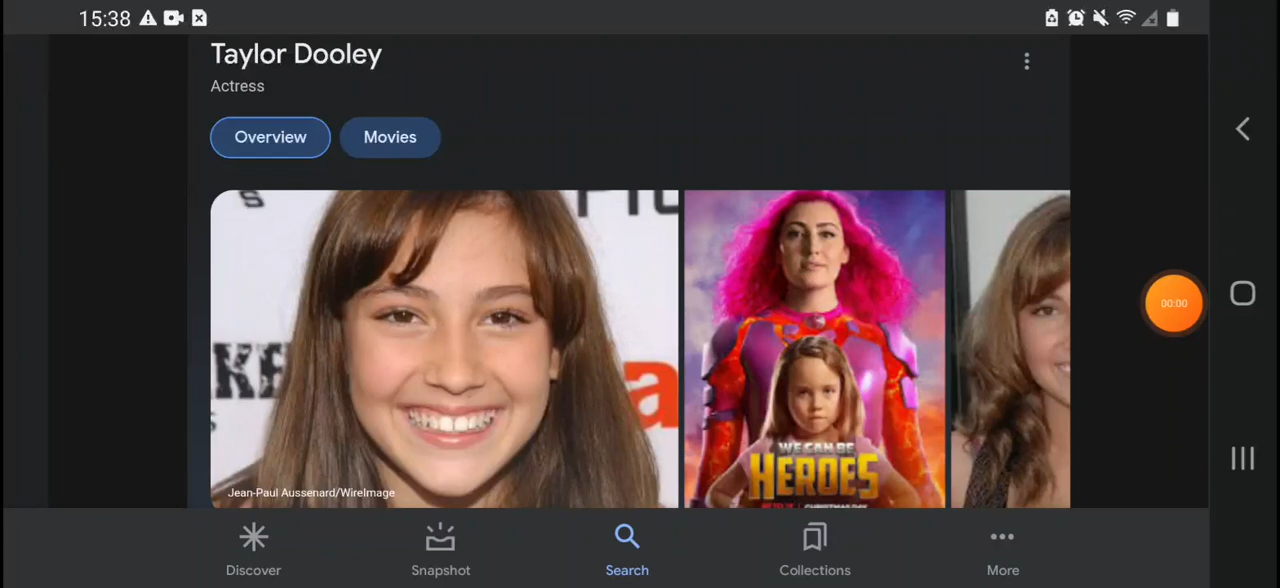 15:38
Taylor Dooley
Actress
Overview
Movies
KE
a
Jean-Paul Aussenard/WireImage
WE CAN BE
HEROES
00:00
Discover
Snapshot
Search
Collections
More